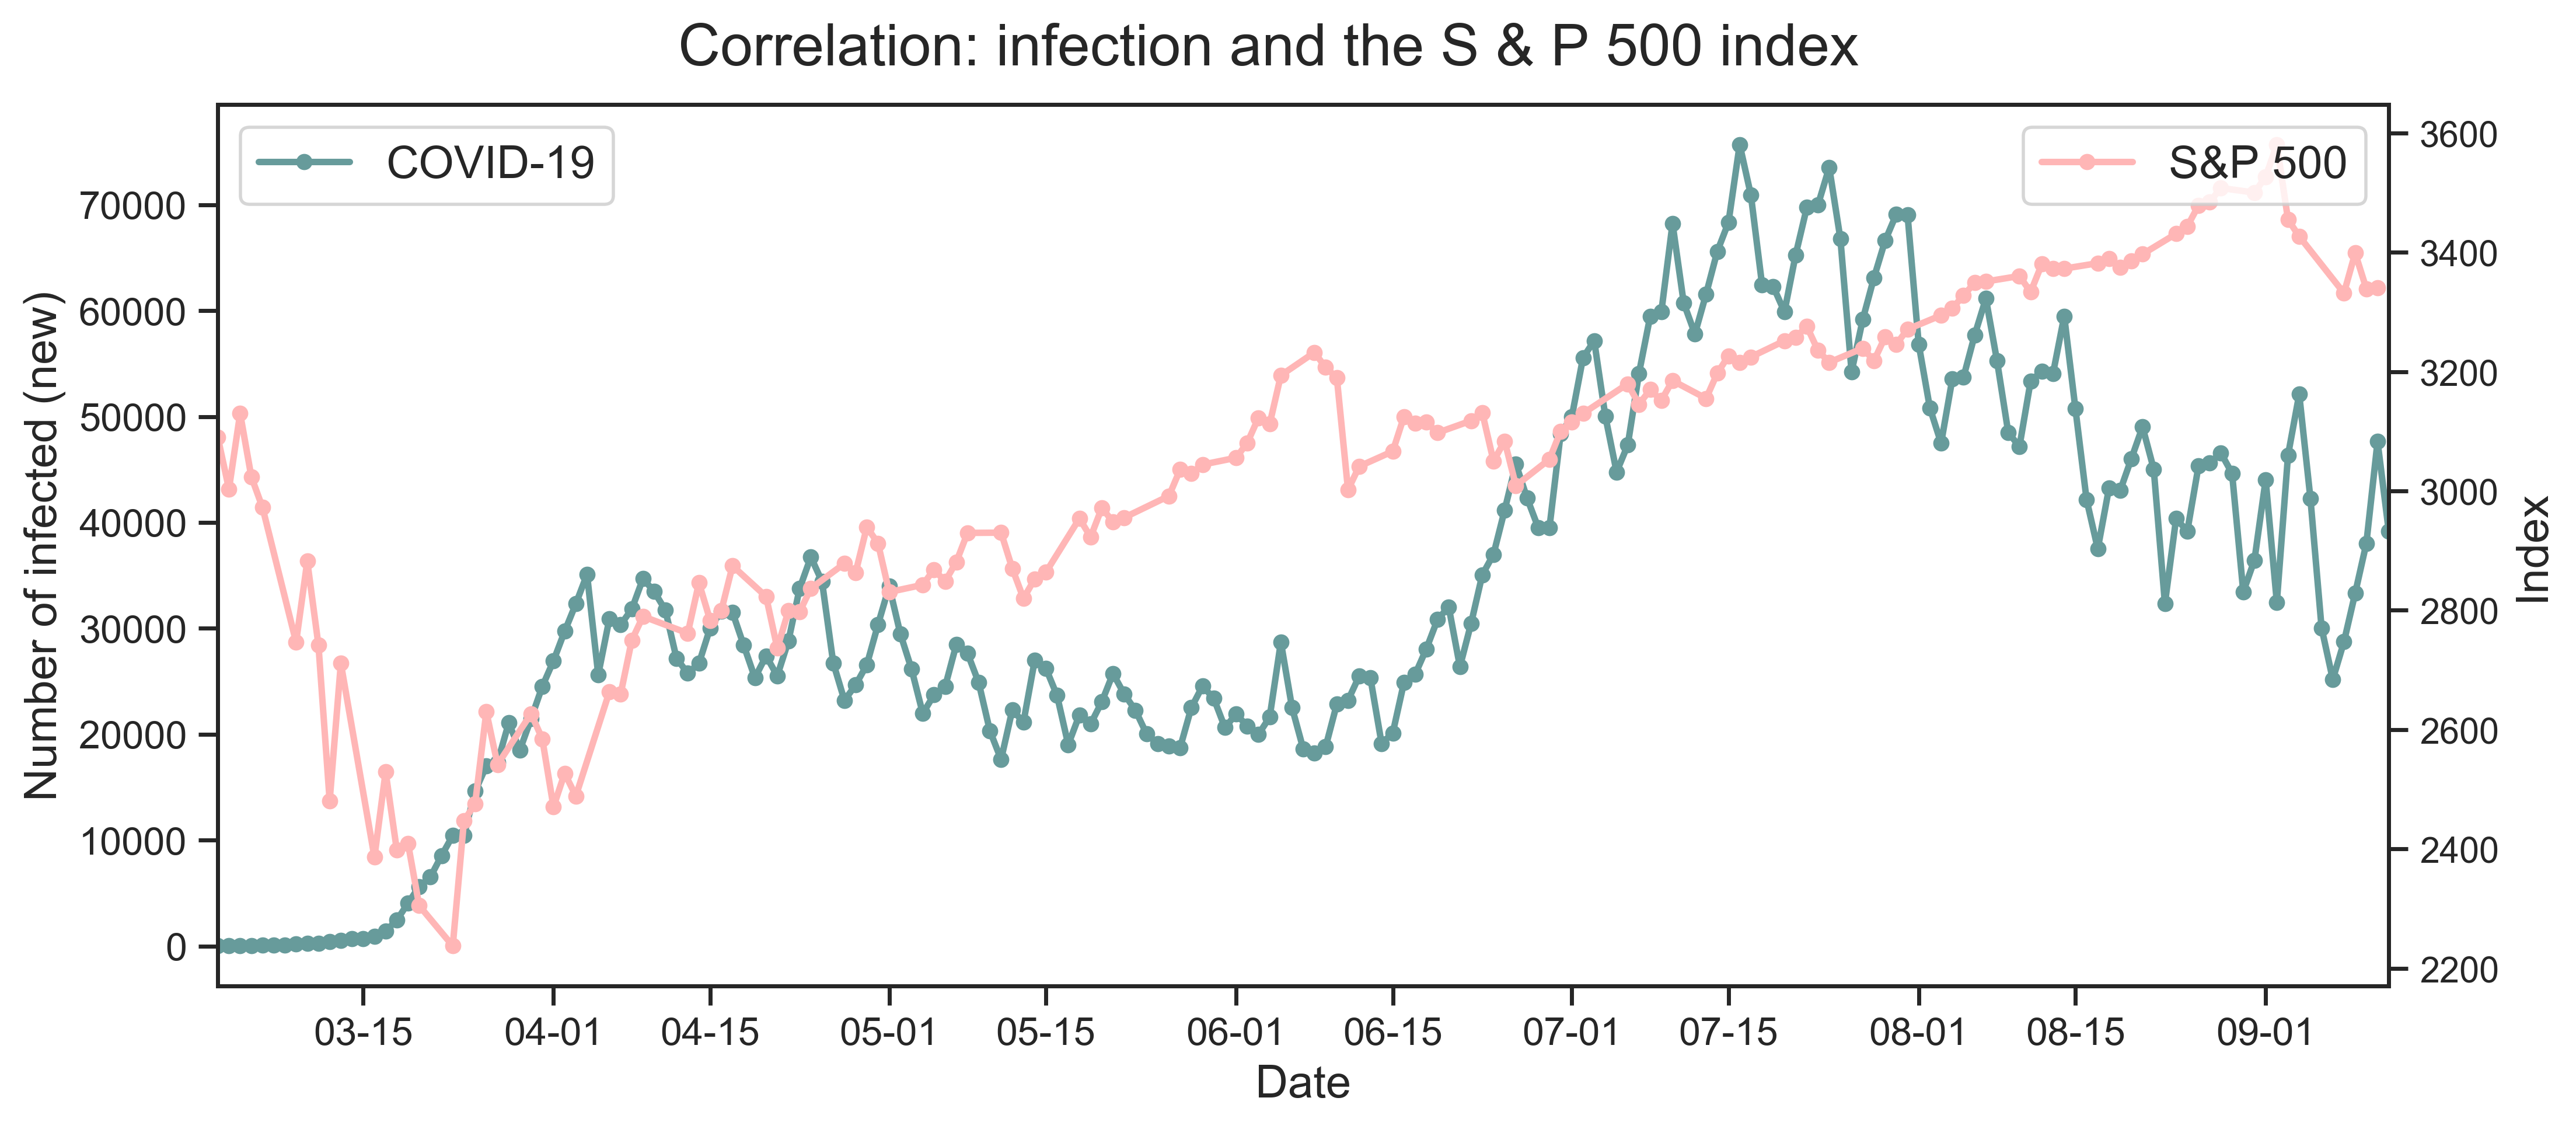 Correlation: infection and the S & P 500 index
COVID-19
S&P 500
Number of infected (new)
70000
60000
50000
40000
30000
20000
10000
0
3600
3400
3200
3000
2800
2600
2400
2200
Index
03-15 04-01 04-15 05-01 05-15 06-01 06-15 07-01 07-15 08-01 08-15 09-01
Date